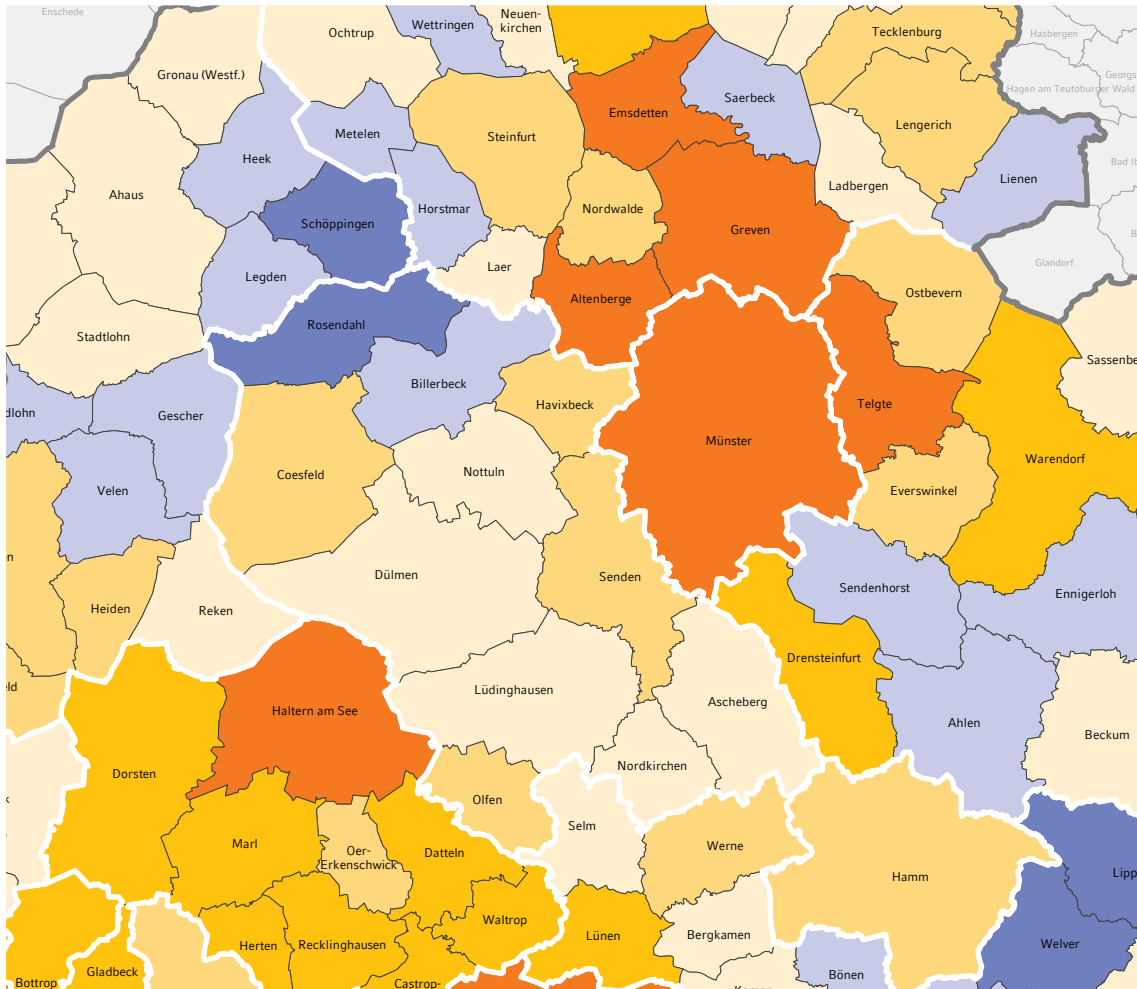 Enschede
Ochtrup
Wettringen
Neuen-
kirchen
Tecklenburg
Hasbergen
Gronau (Westf.)
Georgs
Hagen am Teutoburger Wald
Emsdetten
Saerbeck
Metelen
Steinfurt
Lengerich
Heek
Bad Ib
Lienen
Ladbergen
Ahaus
Horstmar
Nordwalde
Schöppingen
Greven
B
Laer
Glandorf
Legden
Altenberge
Ostbevern
Rosendahl
Stadtlohn
Sassenbe
Billerbeck
Havixbeck
Telgte
dlohn
Gescher
Münster
Warendorf
Nottuln
Coesfeld
Velen
Everswinkel
en
Dülmen
Senden
Sendenhorst
Ennigerloh
Heiden
Reken
Drensteinfurt
eld
Lüdinghausen
Haltern am See
Ascheberg
Ahlen
Beckum
Nordkirchen
Dorsten
k
Olfen
Selm
Marl
Oer-
Erkenschwick
Datteln
Werne
Hamm
Lipp
Waltrop
Herten
Recklinghausen
Lünen
Bergkamen
Welver
Gladbeck
Bönen
Bottrop
Castrop-